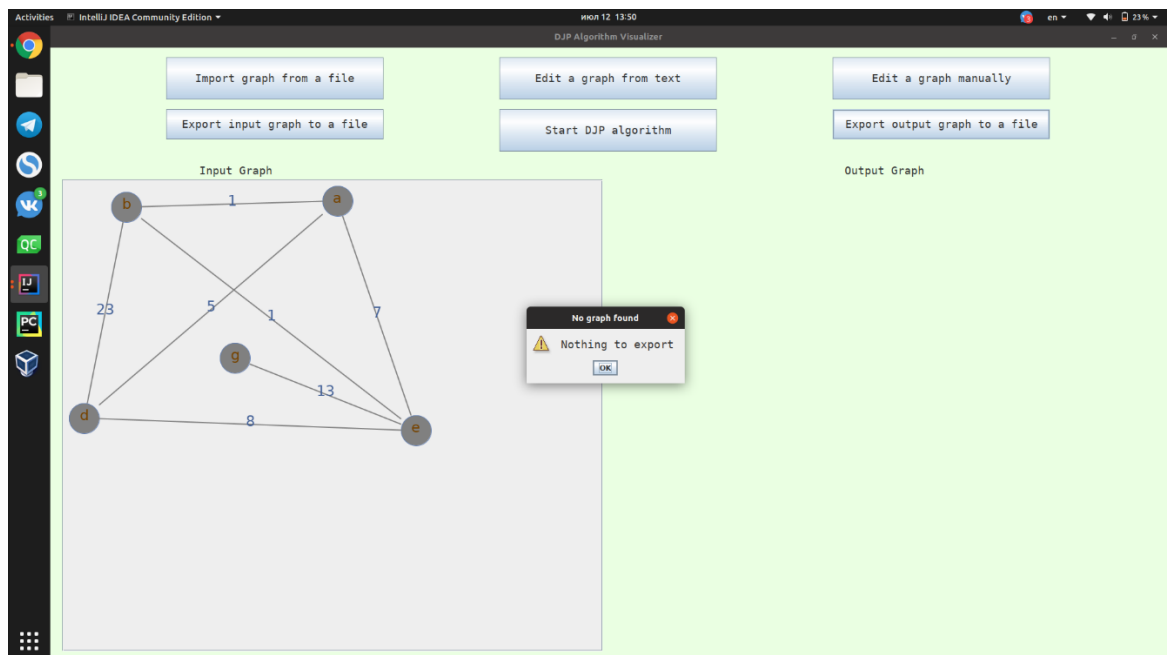 Activities IntelliJ IDEA Community Edition июл 12 13:50 3 en 23%
DJP Algorithm Visualizer
Import graph from a file Edit a graph from text Edit a graph manually
Export input graph to a file Start DJP algorithm Export output graph to a file
Input Graph Output Graph
b 1 a
23 5 1 7
g
13
d 8 e
No graph found
Nothing to export
OK
3
QC
IJ
PC